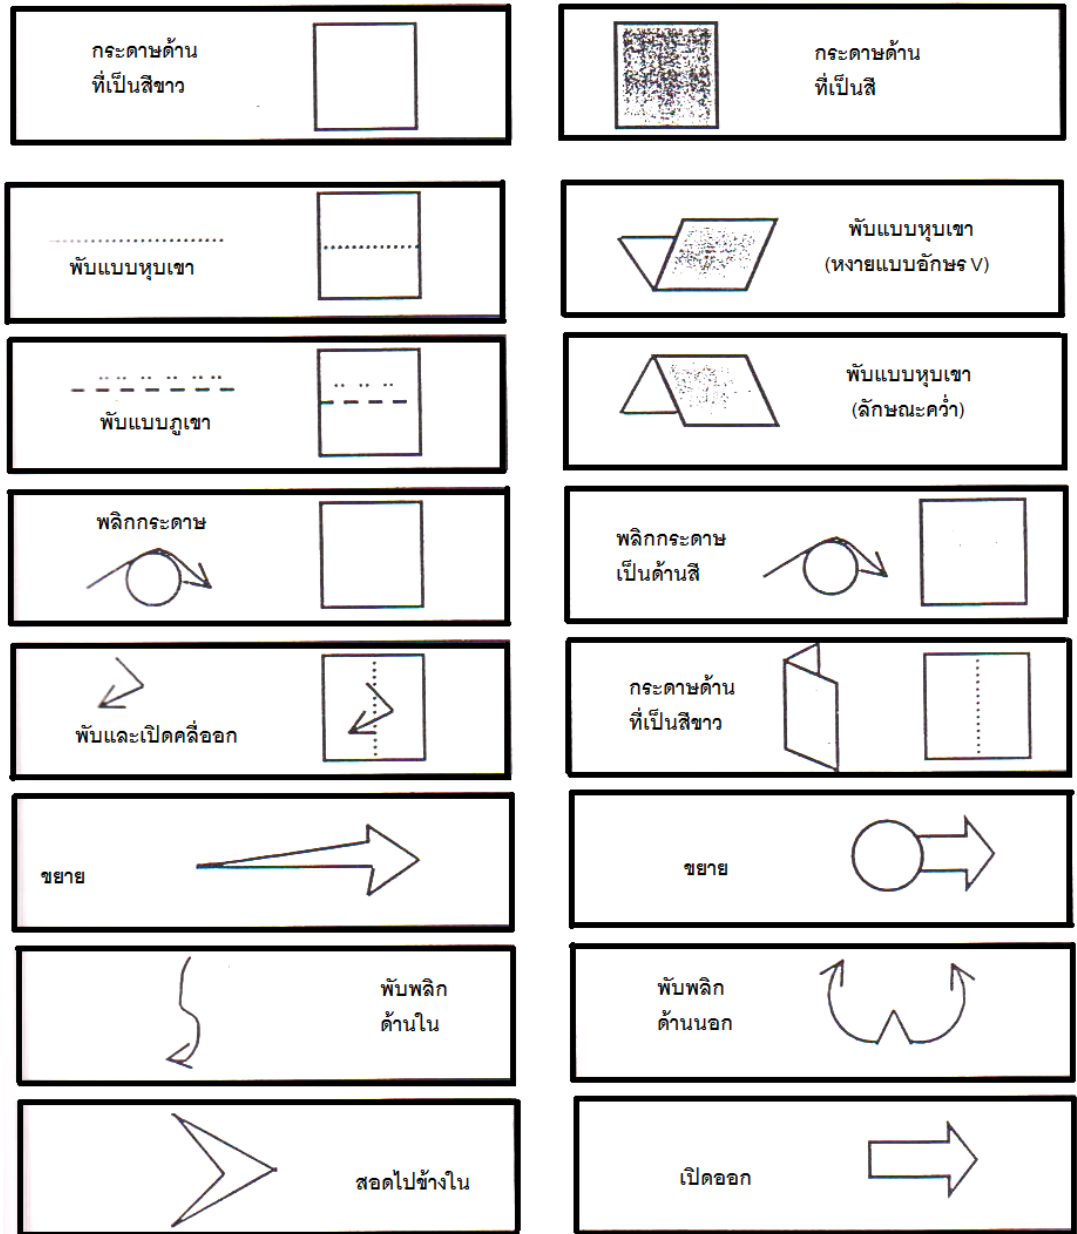 กระดาษด้าน
ที่เป็นสีขาว
กระดาษด้าน
ที่เป็นสี
พับแบบหุบเขา
พับแบบหุบเขา
(หงายแบบอักษร V)
พับแบบภูเขา
พับแบบหุบเขา
(ลักษณะคว่ำ)
พลิกกระดาษ
พลิกกระดาษ
เป็นด้านสี
พับและเปิดคลื่ออก
กระดาษด้าน
ที่เป็นสีขาว
ขยาย
ขยาย
พับพลิก
ด้านใน
พับพลิก
ด้านนอก
สอดไปข้างใน
เปิดออก